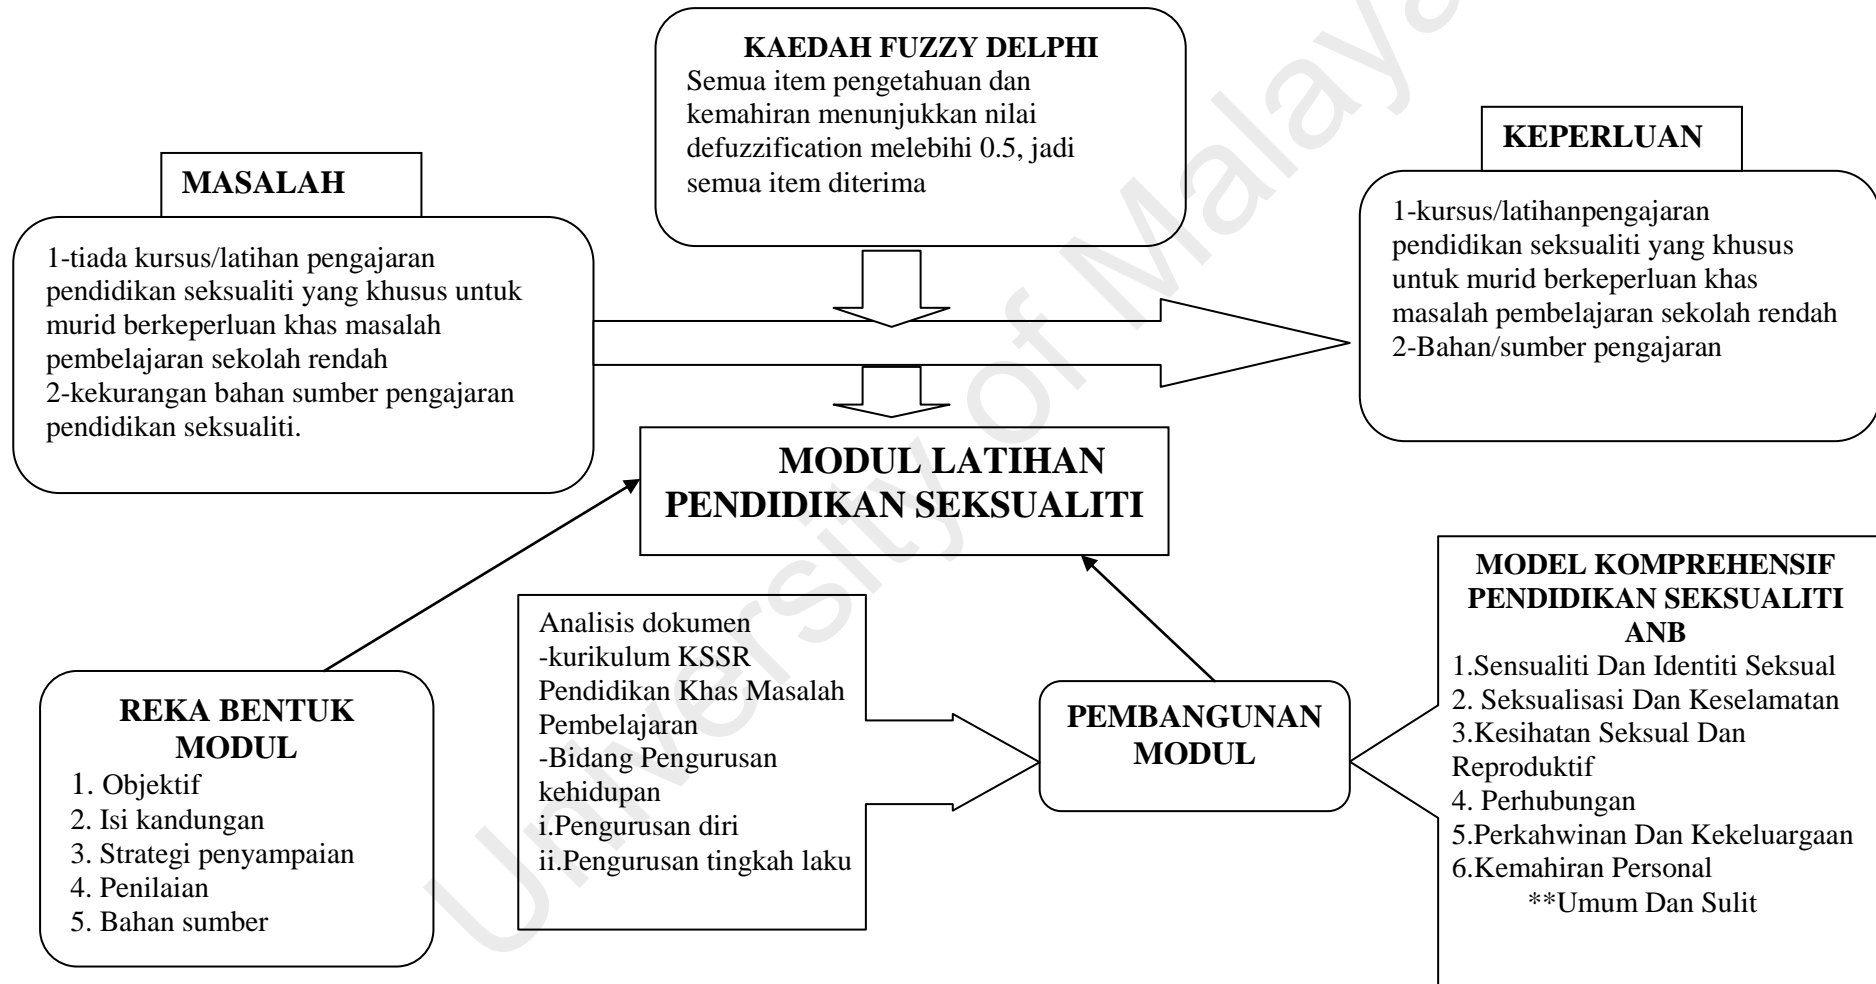 KAEDAH FUZZY DELPHI
Semua item pengetahuan dan
kemahiran menunjukkan nilai
defuzzification melebihi 0.5, jadi
semua item diterima
MASALAH
1-tiada kursus/latihan pengajaran
pendidikan seksualiti yang khusus untuk
murid berkeperluan khas masalah
pembelajaran sekolah rendah
2-kekurangan bahan sumber pengajaran
pendidikan seksualiti.
KEPERLUAN
1-kursus/latihanpengajaran
pendidikan seksualiti yang khusus
untuk murid berkeperluan khas
masalah pembelajaran sekolah rendah
2-Bahan/sumber pengajaran
MODUL LATIHAN
PENDIDIKAN SEKSUALITI
REKA BENTUK
MODUL
1. Objektif
2. Isi kandungan
3. Strategi penyampaian
4. Penilaian
5. Bahan sumber
Analisis dokumen
-kurikulum KSSR
Pendidikan Khas Masalah
Pembelajaran
-Bidang Pengurusan
kehidupan
i.Pengurusan diri
ii.Pengurusan tingkah laku
PEMBANGUNAN
MODUL
MODEL KOMPREHENSIF
PENDIDIKAN SEKSUALITI
ANB
1.Sensualiti Dan Identiti Seksual
2. Seksualisasi Dan Keselamatan
3.Kesihatan Seksual Dan
Reproduktif
4. Perhubungan
5.Perkahwinan Dan Kekeluargaan
6.Kemahiran Personal
**Umum Dan Sulit
University of Malaya